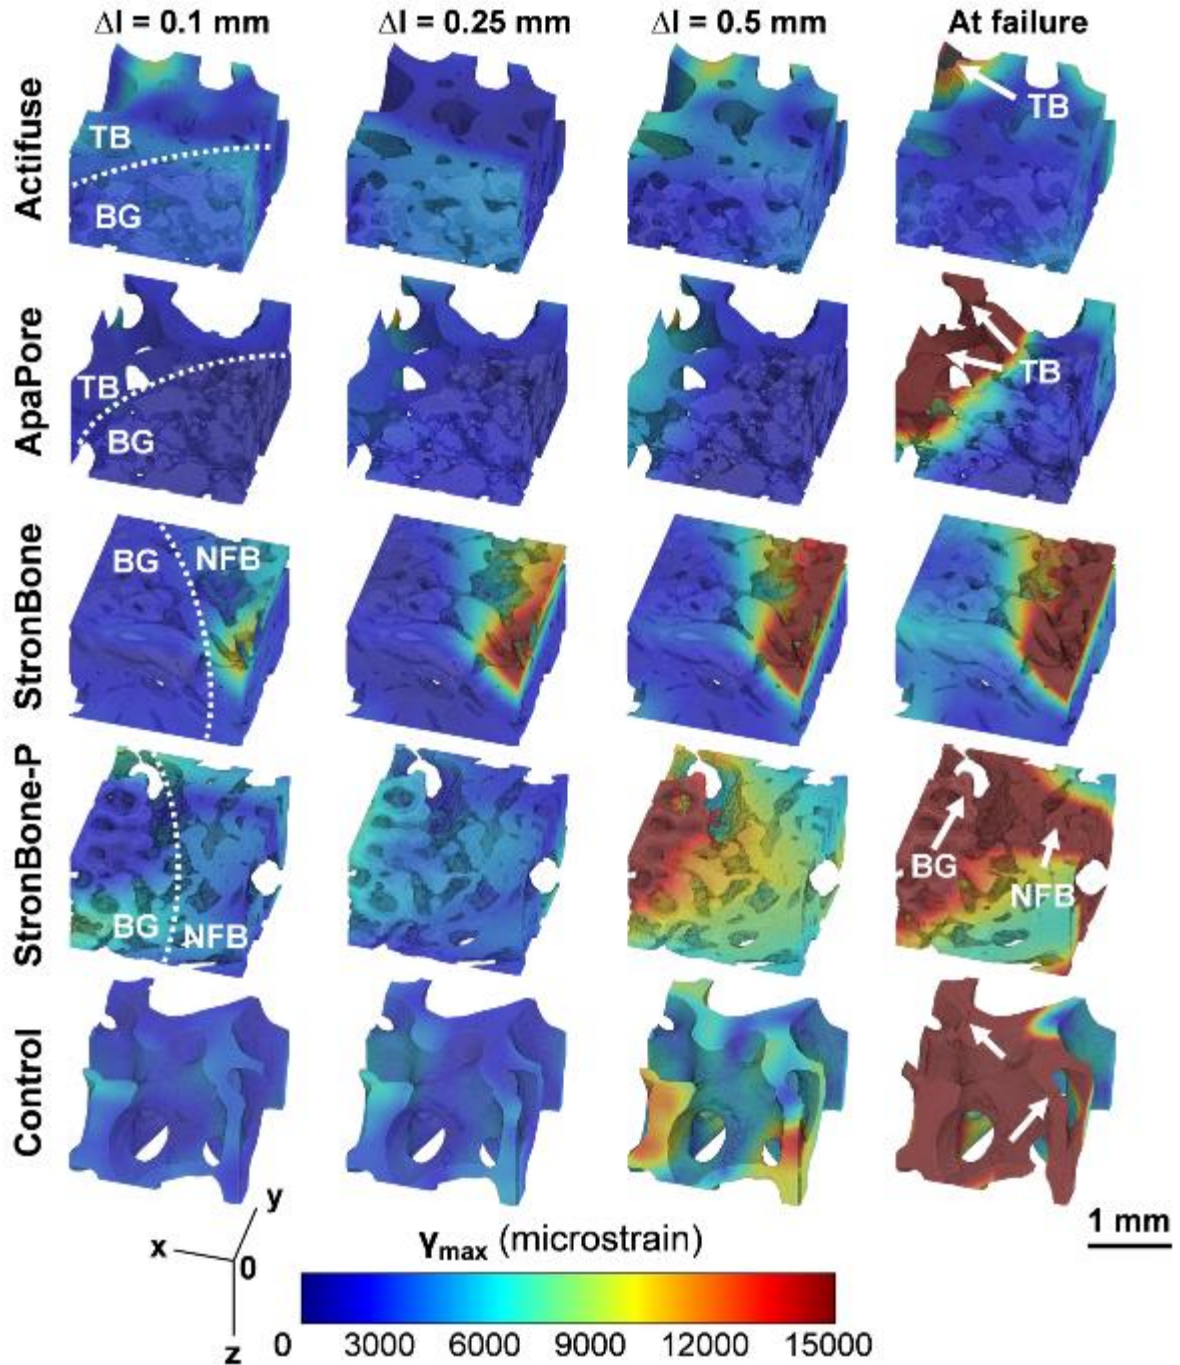 Δl = 0.1 mm
Δl = 0.25 mm
Δl = 0.5 mm
At failure
Actifuse
TB
BG
TB
ApaPore
TB
BG
TB
StronBone
BG
NFB
StronBone-P
BG
NFB
BG
NFB
Control
y
x
0
z
γmax (microstrain)
0
3000
6000
9000
12000
15000
1 mm